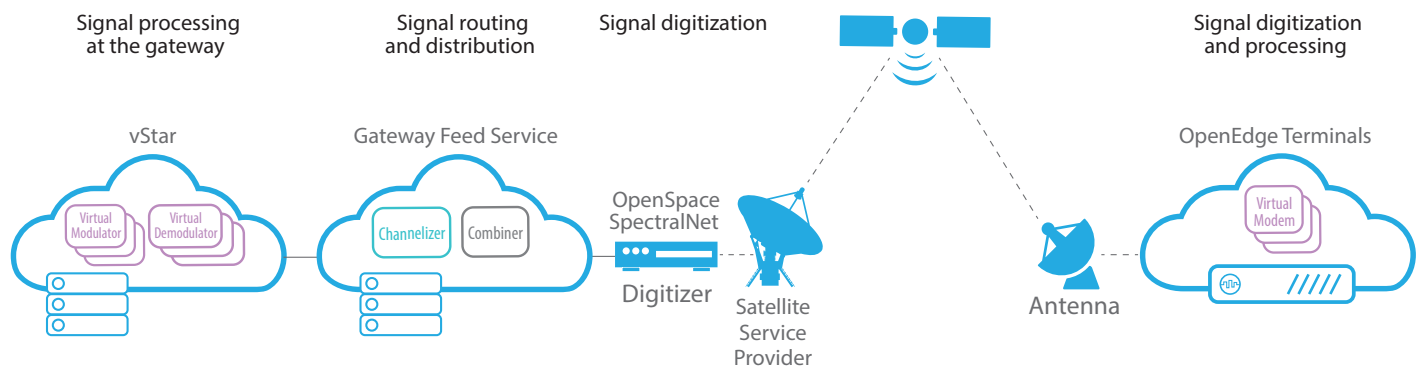 Signal processing
at the gateway
Signal routing
and distribution
Signal digitization
Signal digitization
and processing
vStar
Virtual
Modulator
Virtual
Demodulator
Gateway Feed Service
Channelizer
Combiner
OpenSpace
SpectralNet
Digitizer
Satellite
Service
Provider
Antenna
OpenEdge Terminals
Virtual
Modem